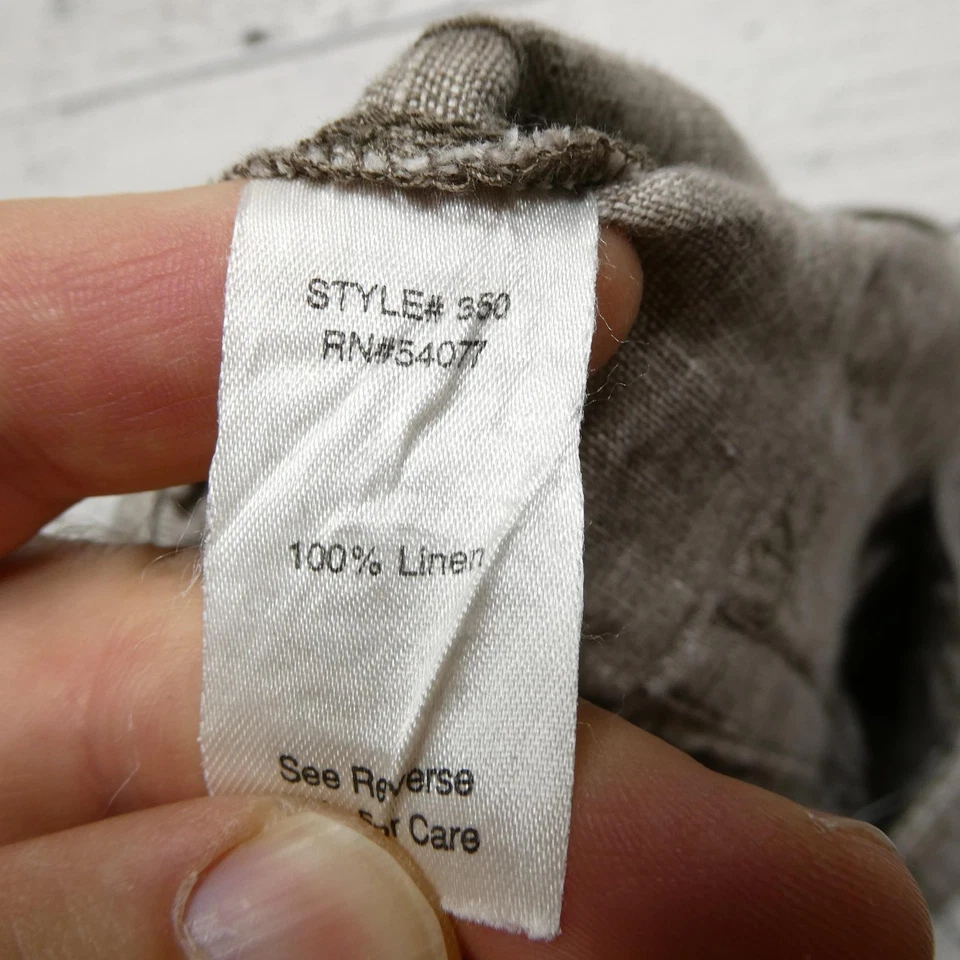 STYLE# 350
RN#54077
100% Linen
See Reverse
For Care